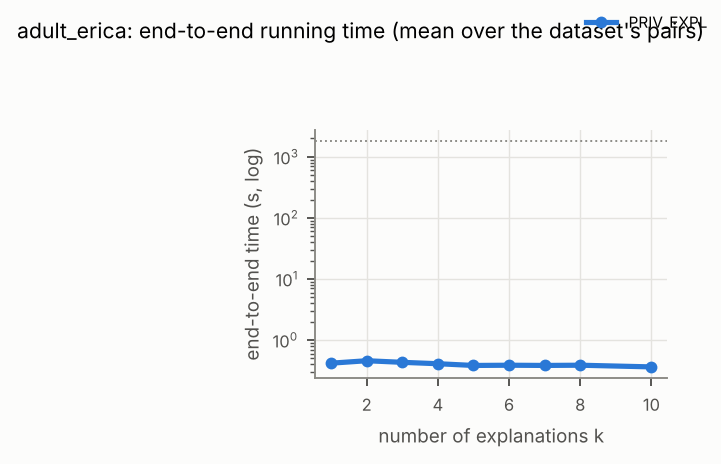 PRIV_EXPL
adult_erica: end-to-end running time (mean over the dataset's pairs)
end-to-end time (s, log)
10³
10²
10¹
10⁰
2 4 6 8 10
number of explanations k